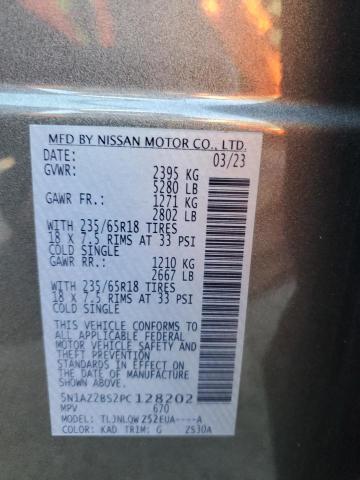 MFD BY NISSAN MOTOR CO., LTD.
DATE: 03/23
GVWR: 2395 KG
5280 LB
GAWR FR.: 1271 KG
2802 LB
WITH 235/65R18 TIRES
18 X 7.5 RIMS AT 33 PSI
COLD SINGLE
GAWR RR.: 1210 KG
2667 LB
WITH 235/65R18 TIRES
18 X 7.5 RIMS AT 33 PSI
COLD SINGLE
THIS VEHICLE CONFORMS TO
ALL APPLICABLE FEDERAL
MOTOR VEHICLE SAFETY AND
THEFT PREVENTION
STANDARDS IN EFFECT ON
THE DATE OF MANUFACTURE
SHOWN ABOVE.
5N1AZ2BS2PC128202
MPV 670
TLJNLQWZ52EUA----A
COLOR: KAD TRIM: G Z530A